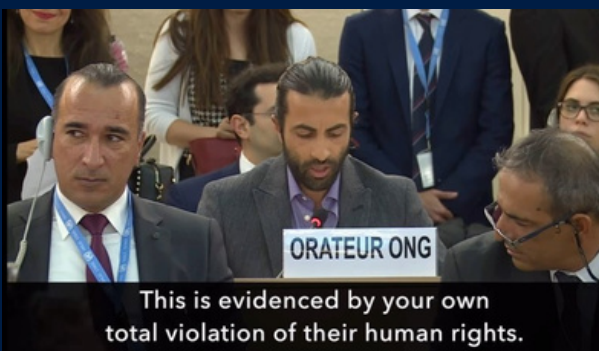 ORATEUR ONG
This is evidenced by your own
total violation of their human rights.